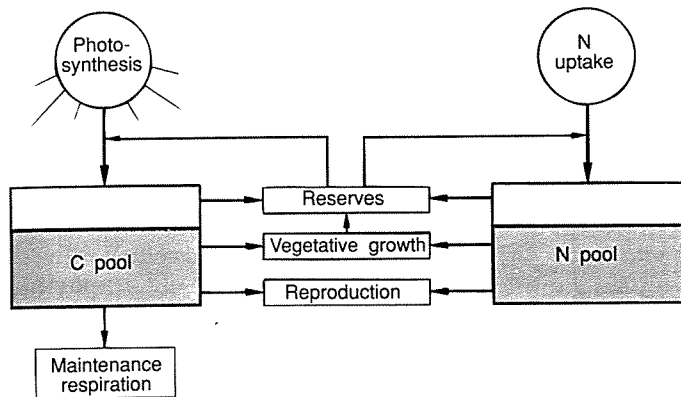 Photo-
synthesis
N
uptake
Reserves
Vegetative growth
C pool
N pool
Reproduction
Maintenance
respiration